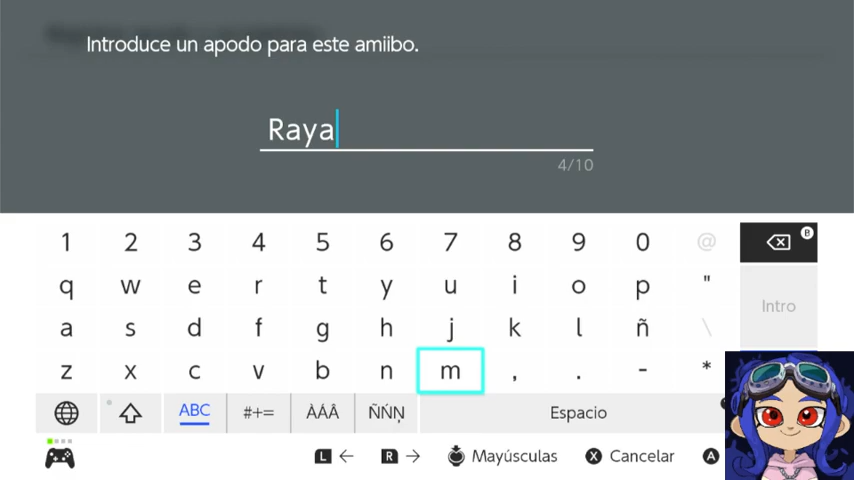 Introduce un apodo para este amiibo.
Raya
4/10
1 2 3 4 5 6 7 8 9 0 @ B
q w e r t y u i o p "
Intro
a s d f g h j k l ñ \
z x c v b n m , . - *
ABC #+= ÀÁÂ ÑŃŅ Espacio
L ← R → Mayúsculas X Cancelar A